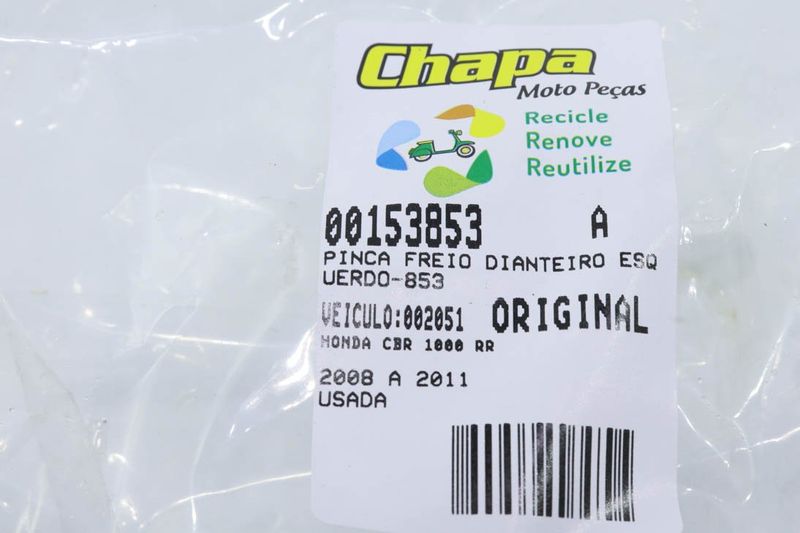 Chapa
Moto Peças
Recicle
Renove
Reutilize
00153853 A
PINCA FREIO DIANTEIRO ESQ
UERDO-853
VEICULO:002051 ORIGINAL
HONDA CBR 1000 RR
2008 A 2011
USADA